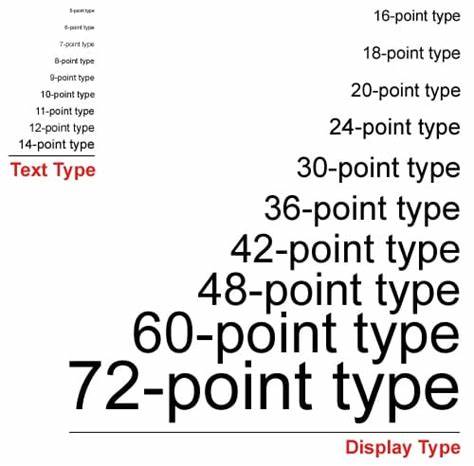 5-point type
6-point type
7-point type
8-point type
9-point type
10-point type
11-point type
12-point type
14-point type
Text Type
16-point type
18-point type
20-point type
24-point type
30-point type
36-point type
42-point type
48-point type
60-point type
72-point type
Display Type